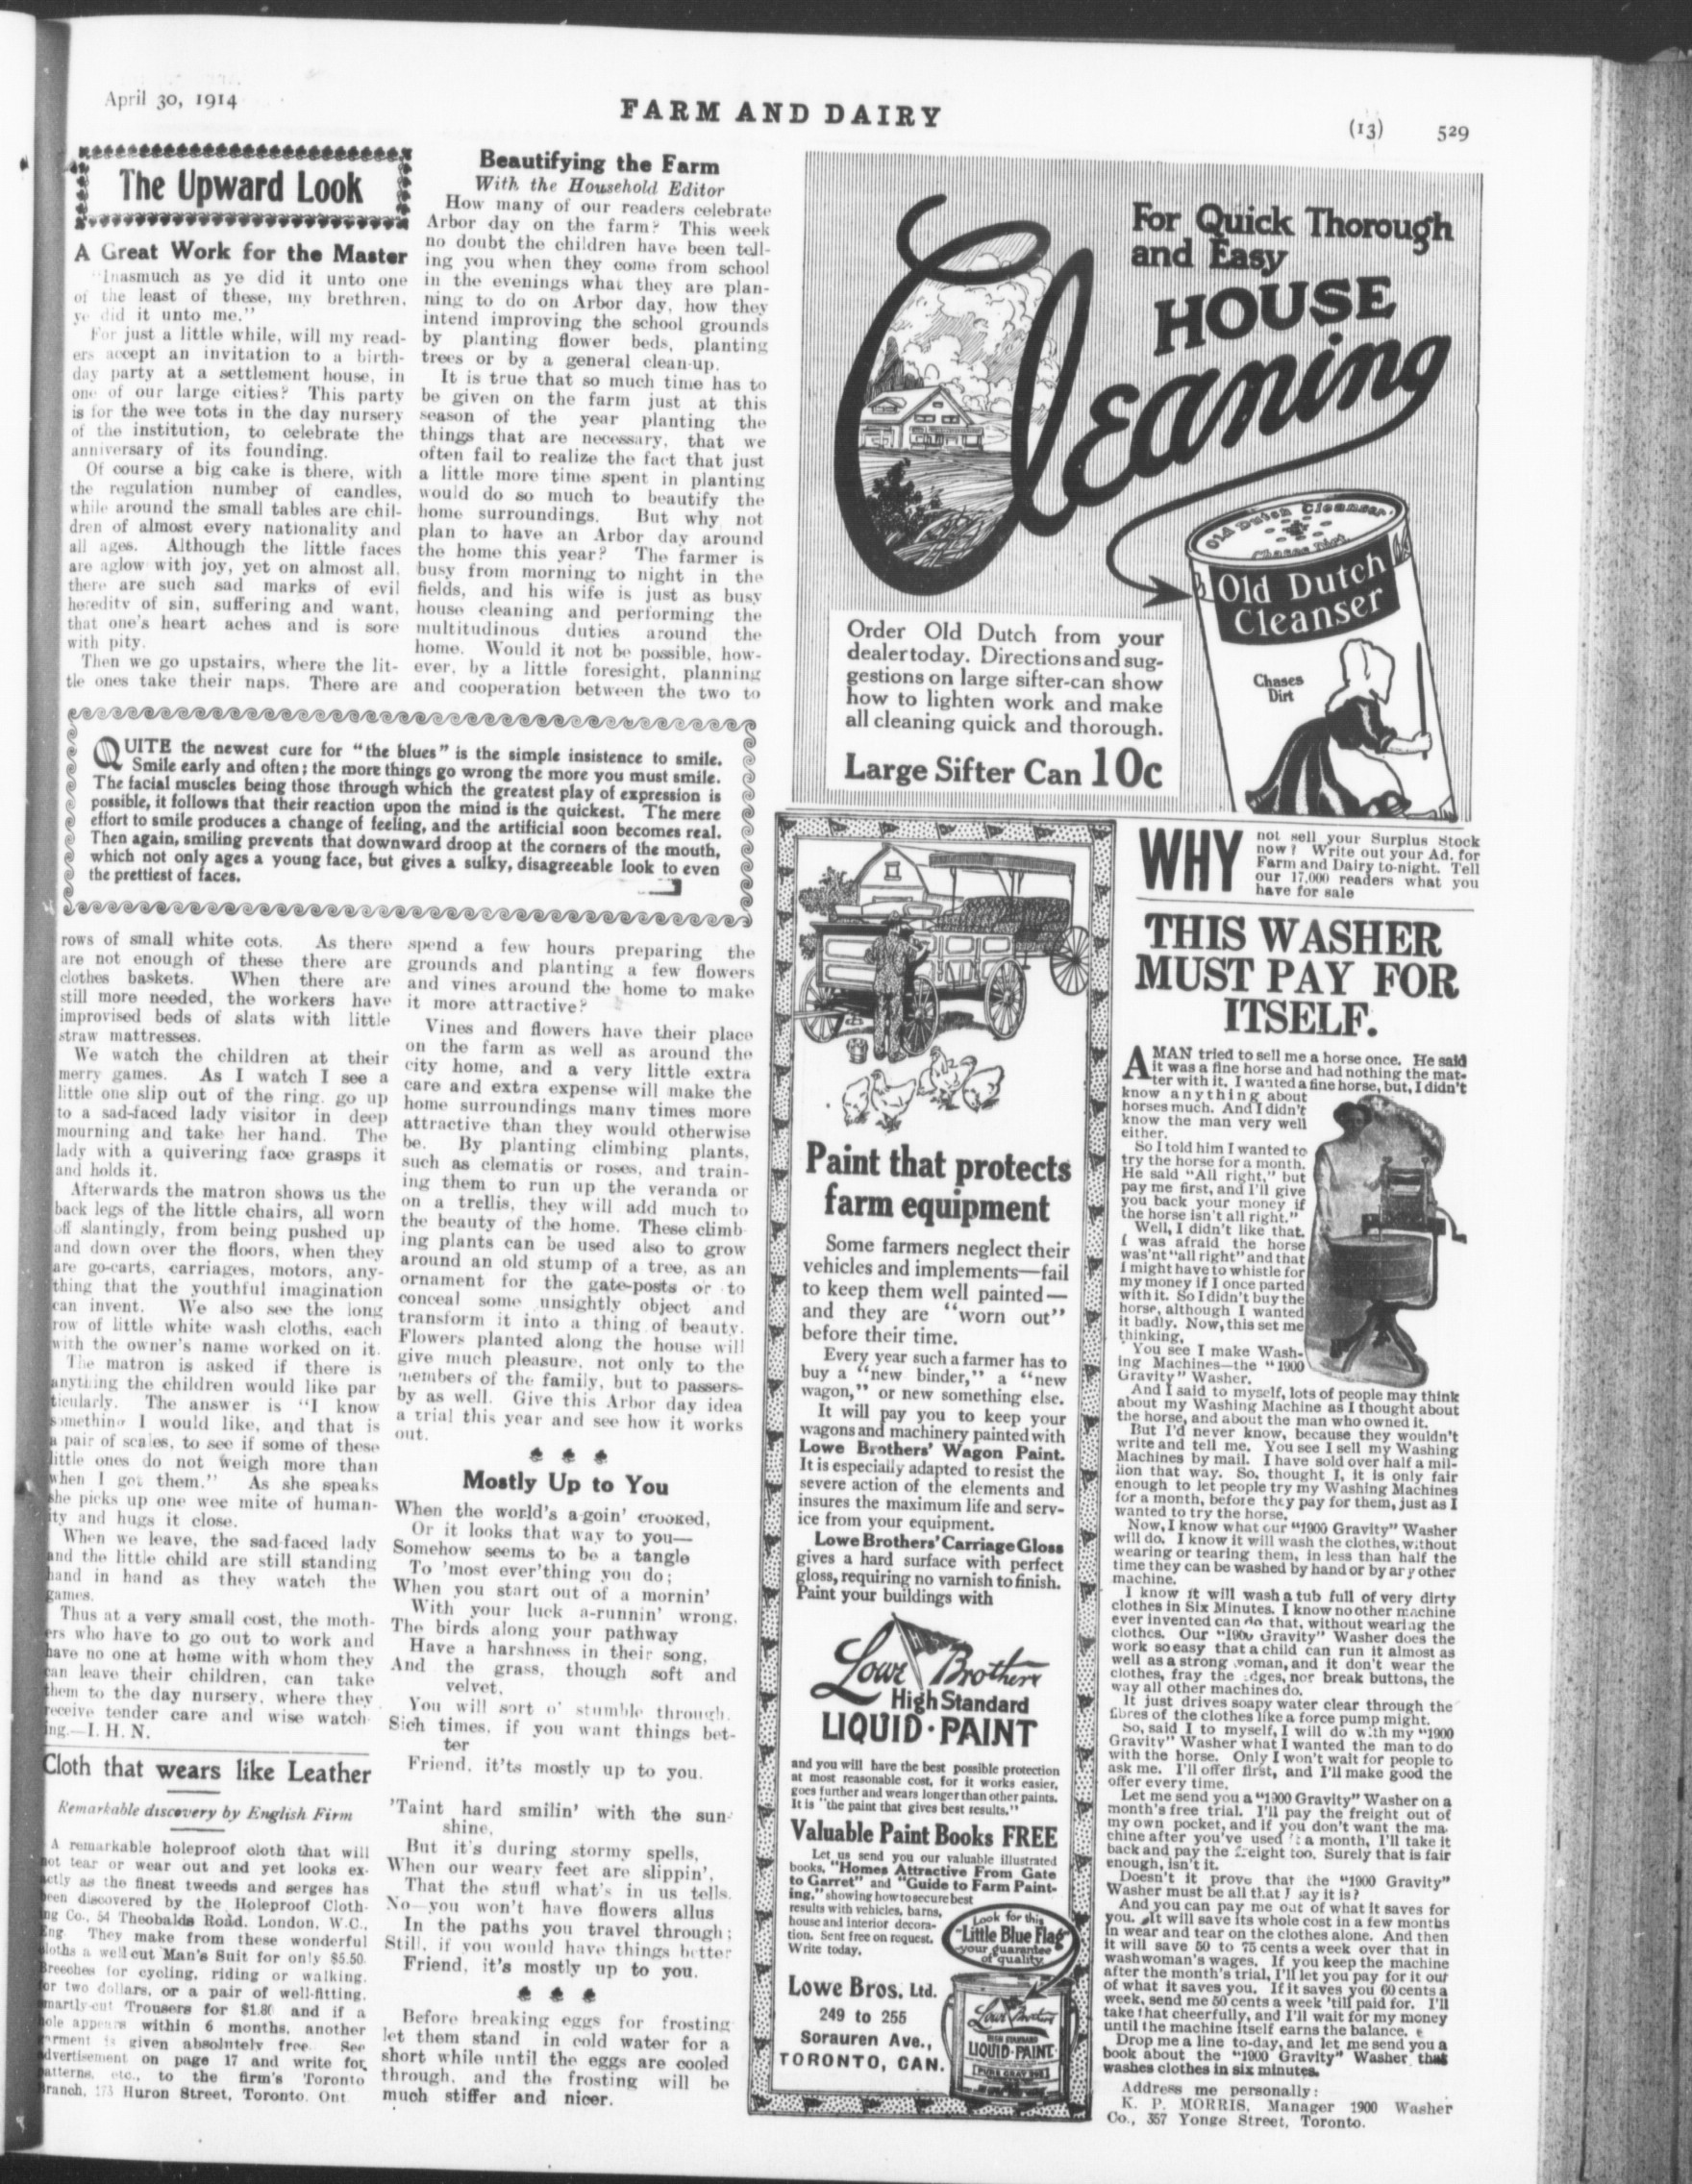 April 30, 1914
FARM AND DAIRY
(13) 529
The Upward Look
A Great Work for the Master
"Inasmuch as ye did it unto one
of the least of these, my brethren,
ye did it unto me."
For just a little while, will my read-
ers accept an invitation to a birth-
day party at a settlement house, in
one of our large cities? This party
is for the wee tots in the day nursery
of the institution, to celebrate the
anniversary of its founding.
Of course a big cake is there, with
the regulation number of candles,
while around the small tables are chil-
dren of almost every nationality and
all ages. Although the little faces
are aglow with joy, yet on almost all,
there are such sad marks of evil
heredity of sin, suffering and want,
that one's heart aches and is sore
with pity.
Then we go upstairs, where the lit-
tle ones take their naps. There are
Beautifying the Farm
With the Household Editor
How many of our readers celebrate
Arbor day on the farm? This week
no doubt the children have been tell-
ing you when they come from school
in the evenings what they are plan-
ning to do on Arbor day, how they
intend improving the school grounds
by planting flower beds, planting
trees or by a general clean-up.
It is true that so much time has to
be given on the farm just at this
season of the year planting the
things that are necessary, that we
often fail to realize the fact that just
a little more time spent in planting
would do so much to beautify the
home surroundings. But why not
plan to have an Arbor day around
the home this year? The farmer is
busy from morning to night in the
fields, and his wife is just as busy
house cleaning and performing the
multitudinous duties around the
home. Would it not be possible, how-
ever, by a little foresight, planning
and cooperation between the two to
QUITE the newest cure for "the blues" is the simple insistence to smile.
Smile early and often; the more things go wrong the more you must smile.
The facial muscles being those through which the greatest play of expression is
possible, it follows that their reaction upon the mind is the quickest. The mere
effort to smile produces a change of feeling, and the artificial soon becomes real.
Then again, smiling prevents that downward droop at the corners of the mouth,
which not only ages a young face, but gives a sulky, disagreeable look to even
the prettiest of faces.
rows of small white cots. As there
are not enough of these there are
clothes baskets. When there are
still more needed, the workers have
improvised beds of slats with little
straw mattresses.
We watch the children at their
merry games. As I watch I see a
little one slip out of the ring, go up
to a sad-faced lady visitor in deep
mourning and take her hand. The
lady with a quivering face grasps it
and holds it.
Afterwards the matron shows us the
back legs of the little chairs, all worn
off slantingly, from being pushed up
and down over the floors, when they
are go-carts, carriages, motors, any-
thing that the youthful imagination
can invent. We also see the long
row of little white wash cloths, each
with the owner's name worked on it.
The matron is asked if there is
anything the children would like par
ticularly. The answer is "I know
something I would like, and that is
a pair of scales, to see if some of these
little ones do not weigh more than
when I got them." As she speaks
she picks up one wee mite of human-
ity and hugs it close.
When we leave, the sad-faced lady
and the little child are still standing
hand in hand as they watch the
games.
Thus at a very small cost, the moth-
ers who have to go out to work and
have no one at home with whom they
can leave their children, can take
them to the day nursery, where they
receive tender care and wise watch-
ing.—I. H. N.
Cloth that wears like Leather
Remarkable discovery by English Firm
A remarkable holeproof cloth that will
not tear or wear out and yet looks ex-
actly as the finest tweeds and serges has
been discovered by the Holeproof Cloth-
ing Co., 54 Theobalds Road, London, W.C.,
Eng. They make from these wonderful
cloths a well cut Man's Suit for only $5.50.
Breeches for cycling, riding or walking,
for two dollars, or a pair of well-fitting,
smartly-cut Trousers for $1.80 and if a
hole appears within 6 months, another
garment is given absolutely free. See
advertisement on page 17 and write for
patterns, etc., to the firm's Toronto
Branch, 173 Huron Street, Toronto. Ont
spend a few hours preparing the
grounds and planting a few flowers
and vines around the home to make
it more attractive?
Vines and flowers have their place
on the farm as well as around the
city home, and a very little extra
care and extra expense will make the
home surroundings many times more
attractive than they would otherwise
be. By planting climbing plants,
such as clematis or roses, and train-
ing them to run up the veranda or
on a trellis, they will add much to
the beauty of the home. These climb-
ing plants can be used also to grow
around an old stump of a tree, as an
ornament for the gate-posts or to
conceal some unsightly object and
transform it into a thing of beauty.
Flowers planted along the house will
give much pleasure, not only to the
members of the family, but to passers-
by as well. Give this Arbor day idea
a trial this year and see how it works
out.
Mostly Up to You
When the world's a-goin' crooked,
Or it looks that way to you—
Somehow seems to be a tangle
To 'most ever'thing you do;
When you start out of a mornin'
With your luck a-runnin' wrong,
The birds along your pathway
Have a harshness in their song,
And the grass, though soft and
velvet,
You will sort o' stumble through.
Sich times, if you want things bet-
ter
Friend, it'ts mostly up to you.
'Taint hard smilin' with the sun-
shine,
But it's during stormy spells,
When our weary feet are slippin',
That the stuff what's in us tells.
No—you won't have flowers allus
In the paths you travel through;
Still, if you would have things better
Friend, it's mostly up to you.
Before breaking eggs for frosting
let them stand in cold water for a
short while until the eggs are cooled
through, and the frosting will be
much stiffer and nicer.
For Quick Thorough
and Easy
HOUSE
Cleaning
Old Dutch Cleanser
Chases Dirt
Old Dutch
Cleanser
Chases
Dirt
Order Old Dutch from your
dealer today. Directions and sug-
gestions on large sifter-can show
how to lighten work and make
all cleaning quick and thorough.
Large Sifter Can 10c
Paint that protects
farm equipment
Some farmers neglect their
vehicles and implements—fail
to keep them well painted—
and they are "worn out"
before their time.
Every year such a farmer has to
buy a "new binder," a "new
wagon," or new something else.
It will pay you to keep your
wagons and machinery painted with
Lowe Brothers' Wagon Paint.
It is especially adapted to resist the
severe action of the elements and
insures the maximum life and serv-
ice from your equipment.
Lowe Brothers' Carriage Gloss
gives a hard surface with perfect
gloss, requiring no varnish to finish.
Paint your buildings with
Lowe Brothers
High Standard
LIQUID·PAINT
and you will have the best possible protection
at most reasonable cost, for it works easier,
goes further and wears longer than other paints.
It is "the paint that gives best results."
Valuable Paint Books FREE
Let us send you our valuable illustrated
books, "Homes Attractive From Gate
to Garret" and "Guide to Farm Paint-
ing," showing how to secure best
results with vehicles, barns,
house and interior decora-
tion. Sent free on request.
Write today.
Look for this
"Little Blue Flag"
your guarantee
of quality
Lowe Bros. Ltd.
249 to 255
Sorauren Ave.,
TORONTO, CAN.
Lowe Brothers
HIGH STANDARD
LIQUID·PAINT
WHY
not sell your Surplus Stock
now? Write out your Ad. for
Farm and Dairy to-night. Tell
our 17,000 readers what you
have for sale
THIS WASHER
MUST PAY FOR
ITSELF.
A MAN tried to sell me a horse once. He said
it was a fine horse and had nothing the mat-
ter with it. I wanted a fine horse, but, I didn't
know anything about
horses much. And I didn't
know the man very well
either.
So I told him I wanted to
try the horse for a month.
He said "All right," but
pay me first, and I'll give
you back your money if
the horse isn't all right."
Well, I didn't like that.
I was afraid the horse
was'nt "all right" and that
I might have to whistle for
my money if I once parted
with it. So I didn't buy the
horse, although I wanted
it badly. Now, this set me
thinking.
You see I make Wash-
ing Machines—the "1900
Gravity" Washer.
And I said to myself, lots of people may think
about my Washing Machine as I thought about
the horse, and about the man who owned it.
But I'd never know, because they wouldn't
write and tell me. You see I sell my Washing
Machines by mail. I have sold over half a mil-
lion that way. So, thought I, it is only fair
enough to let people try my Washing Machines
for a month, before they pay for them, just as I
wanted to try the horse.
Now, I know what our "1900 Gravity" Washer
will do. I know it will wash the clothes, without
wearing or tearing them, in less than half the
time they can be washed by hand or by any other
machine.
I know it will wash a tub full of very dirty
clothes in Six Minutes. I know no other machine
ever invented can do that, without wearing the
clothes. Our "1900 Gravity" Washer does the
work so easy that a child can run it almost as
well as a strong woman, and it don't wear the
clothes, fray the edges, nor break buttons, the
way all other machines do.
It just drives soapy water clear through the
fibres of the clothes like a force pump might.
So, said I to myself, I will do with my "1900
Gravity" Washer what I wanted the man to do
with the horse. Only I won't wait for people to
ask me. I'll offer first, and I'll make good the
offer every time.
Let me send you a "1900 Gravity" Washer on a
month's free trial. I'll pay the freight out of
my own pocket, and if you don't want the ma-
chine after you've used it a month, I'll take it
back and pay the freight too. Surely that is fair
enough, isn't it.
Doesn't it prove that the "1900 Gravity"
Washer must be all that I say it is?
And you can pay me out of what it saves for
you. It will save its whole cost in a few months
in wear and tear on the clothes alone. And then
it will save 50 to 75 cents a week over that in
washwoman's wages. If you keep the machine
after the month's trial, I'll let you pay for it out
of what it saves you. If it saves you 60 cents a
week, send me 50 cents a week 'till paid for. I'll
take that cheerfully, and I'll wait for my money
until the machine itself earns the balance.
Drop me a line to-day, and let me send you a
book about the "1900 Gravity" Washer that
washes clothes in six minutes.
Address me personally:
K. P. MORRIS, Manager 1900 Washer
Co., 357 Yonge Street, Toronto.